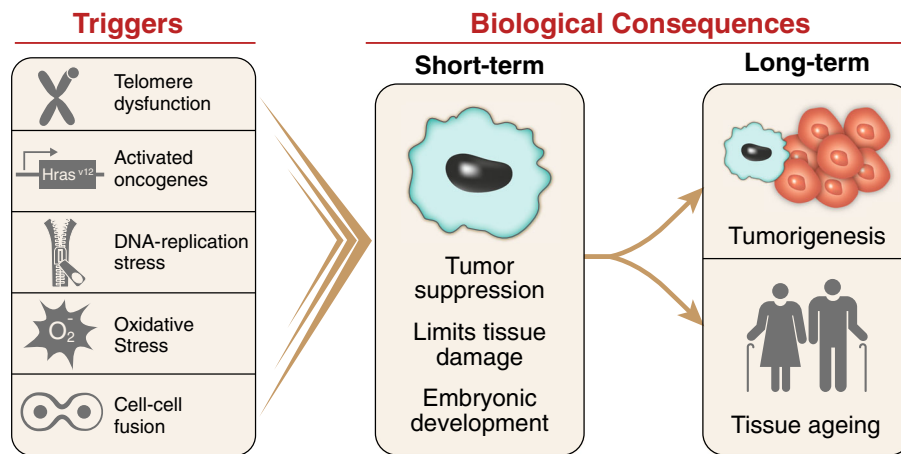 Triggers
Biological Consequences
Short-term
Long-term
Telomere
dysfunction
Activated
oncogenes
Hras v12
DNA-replication
stress
O2-
Oxidative
Stress
Cell-cell
fusion
Tumor
suppression
Limits tissue
damage
Embryonic
development
Tumorigenesis
Tissue ageing